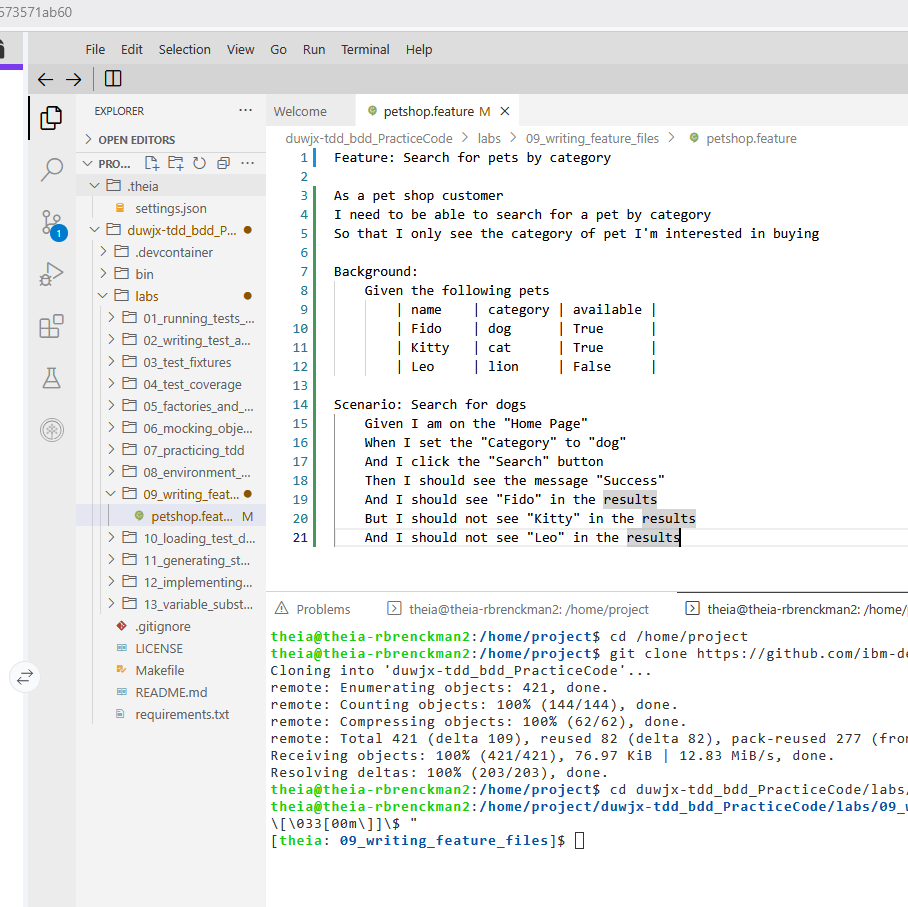 573571ab60
File Edit Selection View Go Run Terminal Help
EXPLORER ...
OPEN EDITORS
PRO... ...
.theia
settings.json
duwjx-tdd_bdd_P...
.devcontainer
bin
labs
01_running_tests_...
02_writing_test_a...
03_test_fixtures
04_test_coverage
05_factories_and_...
06_mocking_obje...
07_practicing_tdd
08_environment_...
09_writing_feat...
petshop.feat... M
10_loading_test_d...
11_generating_st...
12_implementing...
13_variable_subst...
.gitignore
LICENSE
Makefile
README.md
requirements.txt
1
Welcome petshop.feature M
duwjx-tdd_bdd_PracticeCode > labs > 09_writing_feature_files > petshop.feature
1 Feature: Search for pets by category
2
3 As a pet shop customer
4 I need to be able to search for a pet by category
5 So that I only see the category of pet I'm interested in buying
6
7 Background:
8 Given the following pets
9 | name | category | available |
10 | Fido | dog | True |
11 | Kitty | cat | True |
12 | Leo | lion | False |
13
14 Scenario: Search for dogs
15 Given I am on the "Home Page"
16 When I set the "Category" to "dog"
17 And I click the "Search" button
18 Then I should see the message "Success"
19 And I should see "Fido" in the results
20 But I should not see "Kitty" in the results
21 And I should not see "Leo" in the results
Problems theia@theia-rbrenckman2: /home/project theia@theia-rbrenckman2: /home/
theia@theia-rbrenckman2:/home/project$ cd /home/project
theia@theia-rbrenckman2:/home/project$ git clone https://github.com/ibm-de
Cloning into 'duwjx-tdd_bdd_PracticeCode'...
remote: Enumerating objects: 421, done.
remote: Counting objects: 100% (144/144), done.
remote: Compressing objects: 100% (62/62), done.
remote: Total 421 (delta 109), reused 82 (delta 82), pack-reused 277 (from
Receiving objects: 100% (421/421), 76.97 KiB | 12.83 MiB/s, done.
Resolving deltas: 100% (203/203), done.
theia@theia-rbrenckman2:/home/project$ cd duwjx-tdd_bdd_PracticeCode/labs/
theia@theia-rbrenckman2:/home/project/duwjx-tdd_bdd_PracticeCode/labs/09_w
\[\033[00m\]]\$ "
[theia: 09_writing_feature_files]$